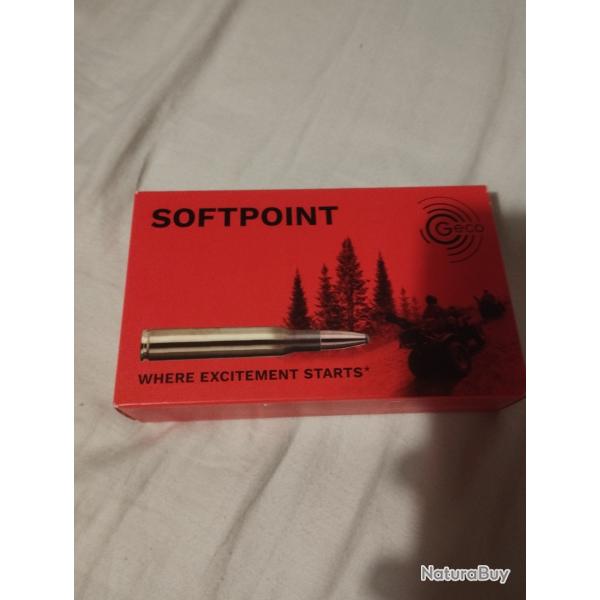 SOFTPOINT
Geco
WHERE EXCITEMENT STARTS*
NaturaBuy